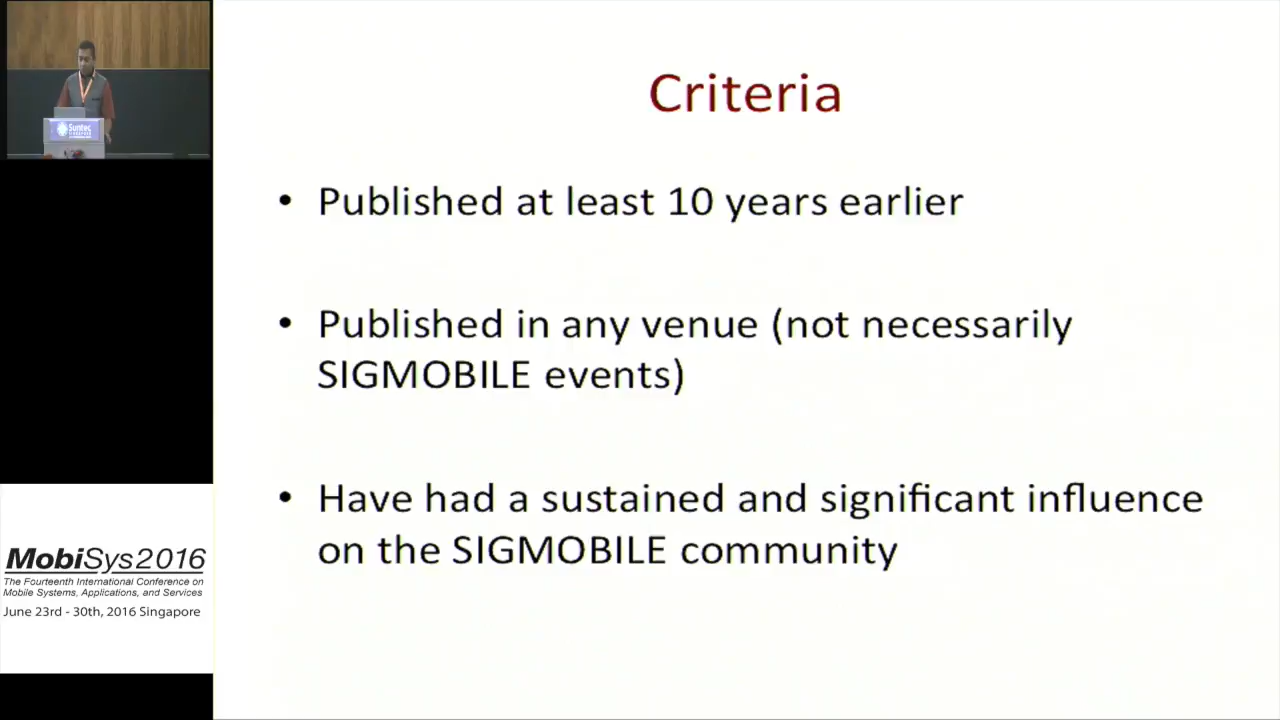 Criteria
• Published at least 10 years earlier
• Published in any venue (not necessarily
SIGMOBILE events)
• Have had a sustained and significant influence
on the SIGMOBILE community
Suntec
MobiSys2016
The Fourteenth International Conference on
Mobile Systems, Applications, and Services
June 23rd - 30th, 2016 Singapore